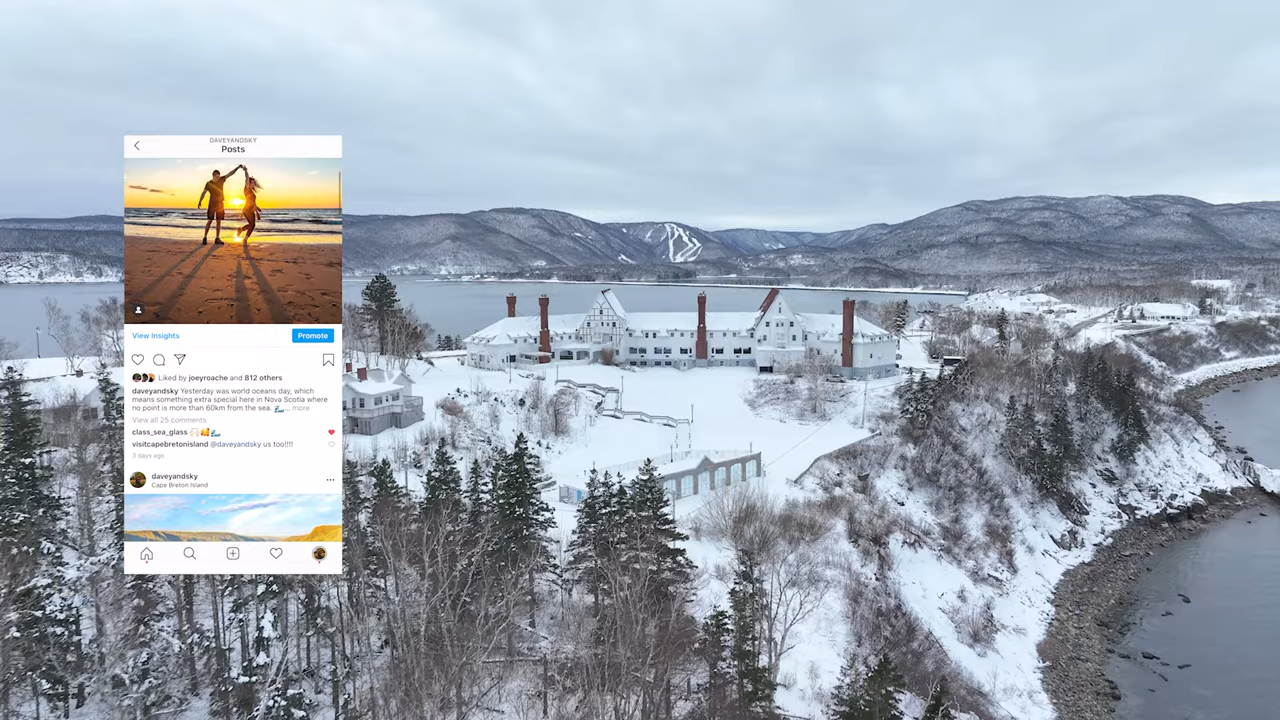 DAVEYANDSKY
Posts
View Insights
Promote
Liked by joeyroache and 812 others
daveyandsky Yesterday was world oceans day, which
means something extra special here in Nova Scotia where
no point is more than 60km from the sea. 🌊... more
View all 25 comments
class_sea_glass
visitcapebretonisland @daveyandsky us too!!!!
3 days ago
daveyandsky
Cape Breton Island